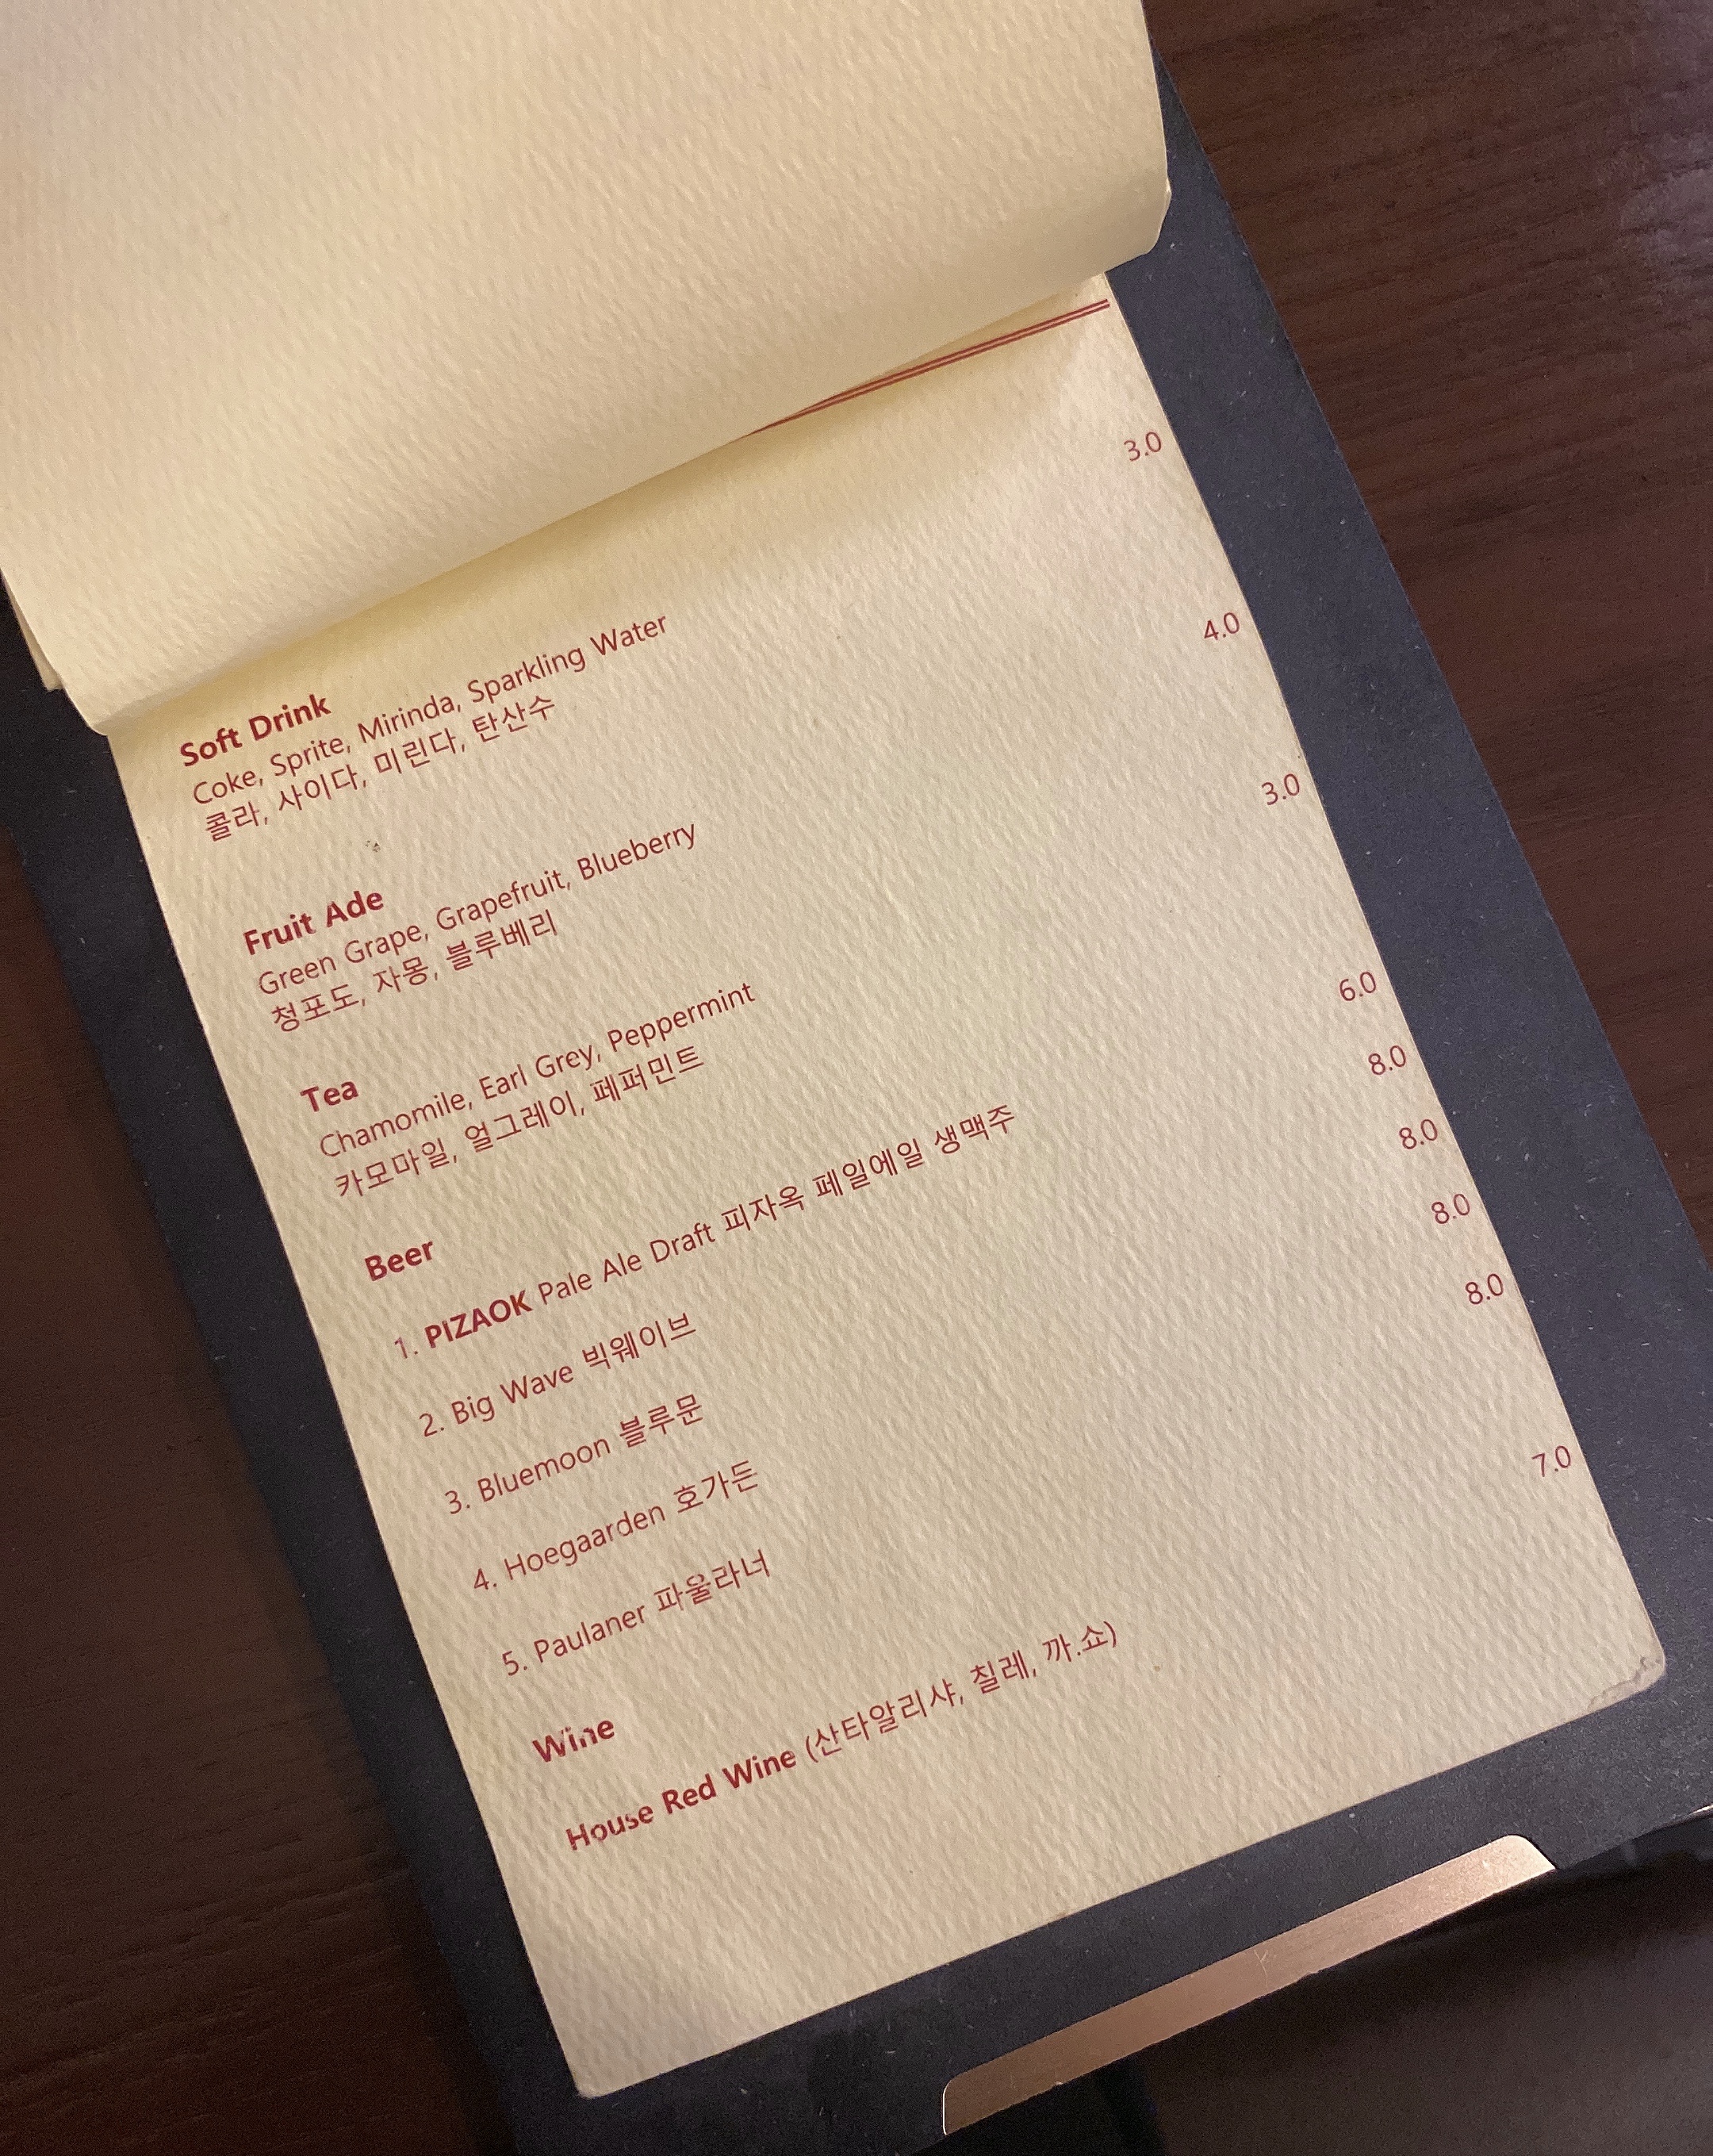 Soft Drink 3.0
Coke, Sprite, Mirinda, Sparkling Water
콜라, 사이다, 미린다, 탄산수
Fruit Ade 4.0
Green Grape, Grapefruit, Blueberry
청포도, 자몽, 블루베리
Tea 3.0
Chamomile, Earl Grey, Peppermint
카모마일, 얼그레이, 페퍼민트
Beer
1. PIZAOK Pale Ale Draft 피자옥 페일에일 생맥주 6.0
2. Big Wave 빅웨이브 8.0
3. Bluemoon 블루문 8.0
4. Hoegaarden 호가든 8.0
5. Paulaner 파울라너 8.0
Wine
House Red Wine (산타알리샤, 칠레, 까.쇼) 7.0